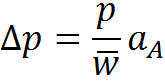 Δp = p/w̅ a_A